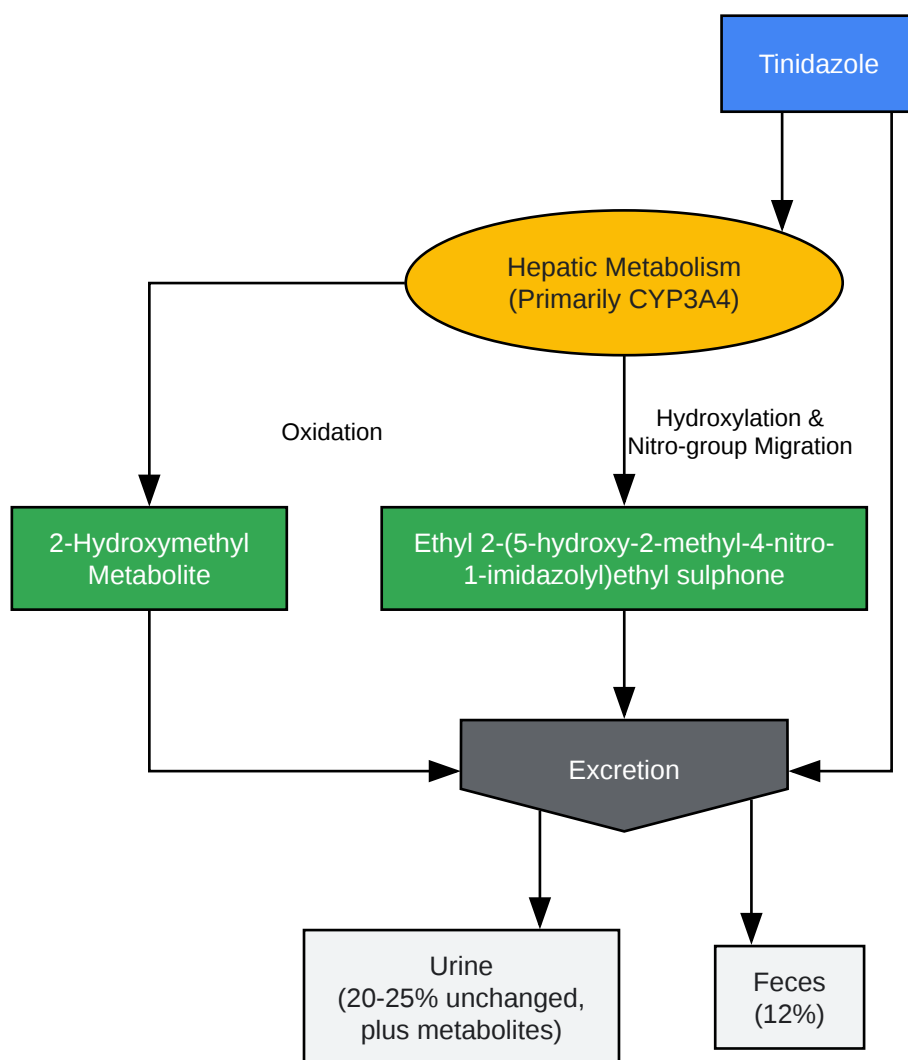 Tinidazole
Hepatic Metabolism
(Primarily CYP3A4)
Oxidation
Hydroxylation &
Nitro-group Migration
2-Hydroxymethyl
Metabolite
Ethyl 2-(5-hydroxy-2-methyl-4-nitro-
1-imidazolyl)ethyl sulphone
Excretion
Urine
(20-25% unchanged,
plus metabolites)
Feces
(12%)